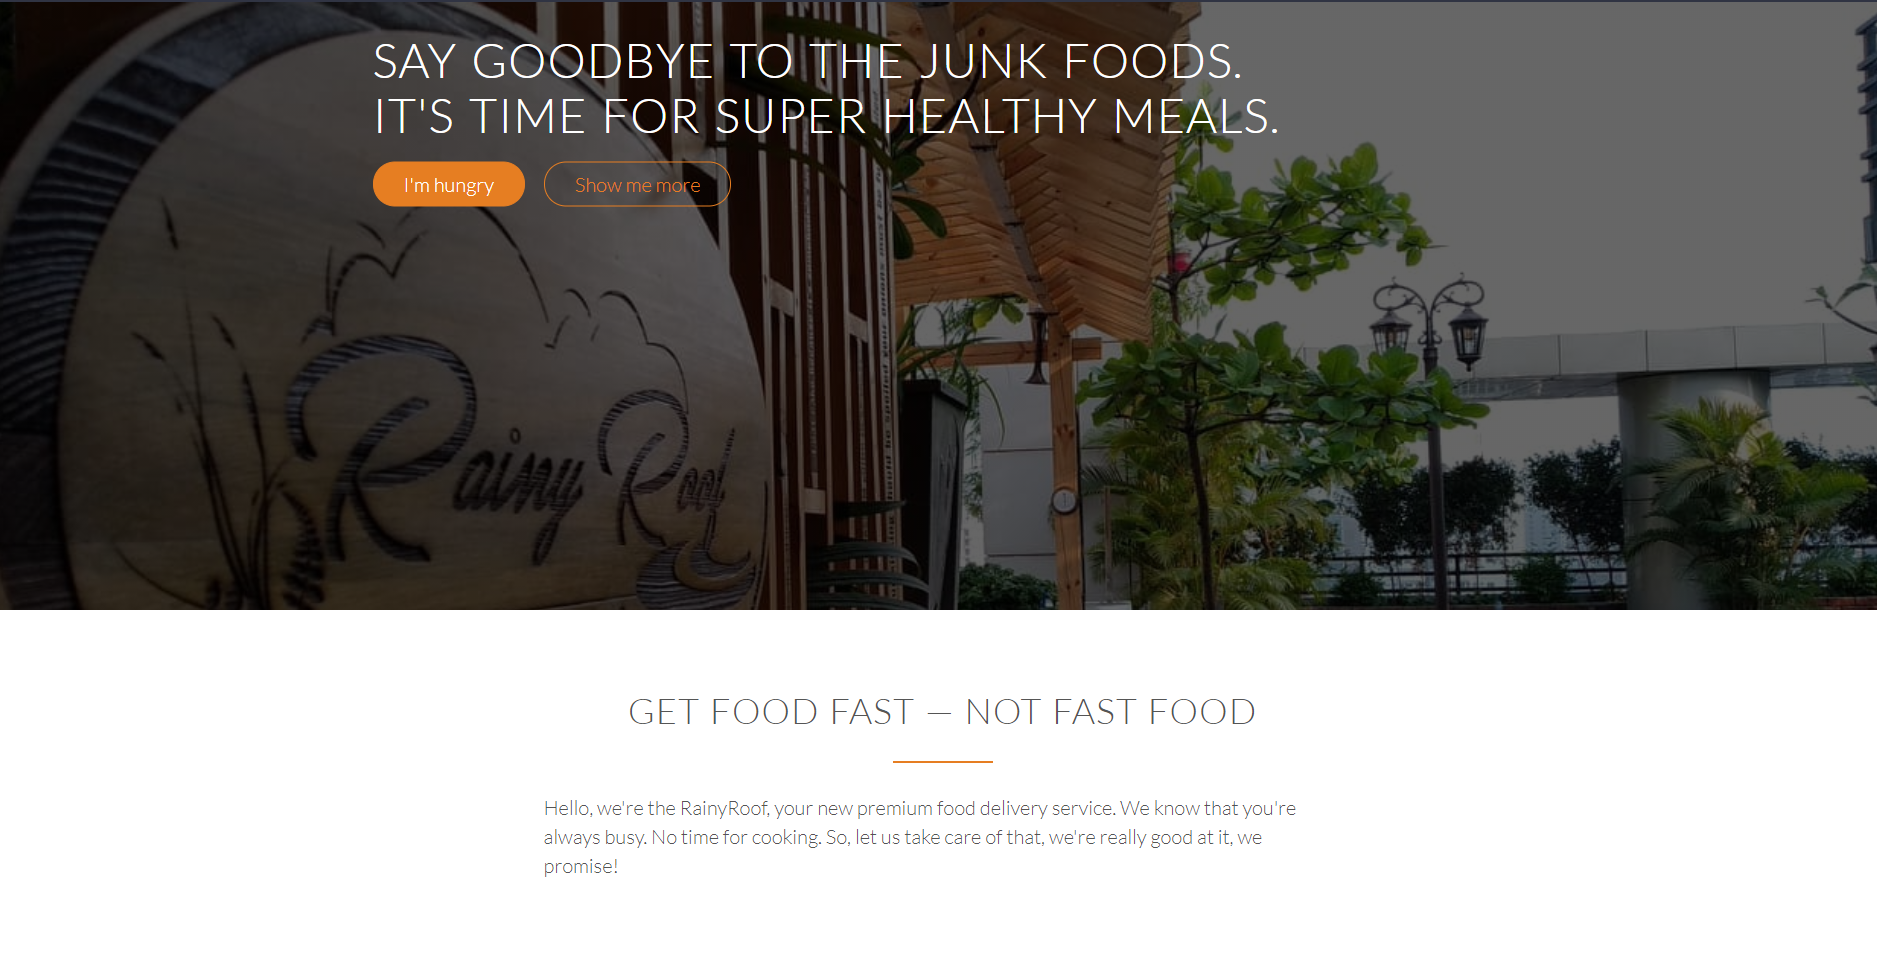 SAY GOODBYE TO THE JUNK FOODS.
IT'S TIME FOR SUPER HEALTHY MEALS.
I'm hungry
Show me more
Rainy Roof
GET FOOD FAST — NOT FAST FOOD
Hello, we're the RainyRoof, your new premium food delivery service. We know that you're
always busy. No time for cooking. So, let us take care of that, we're really good at it, we
promise!